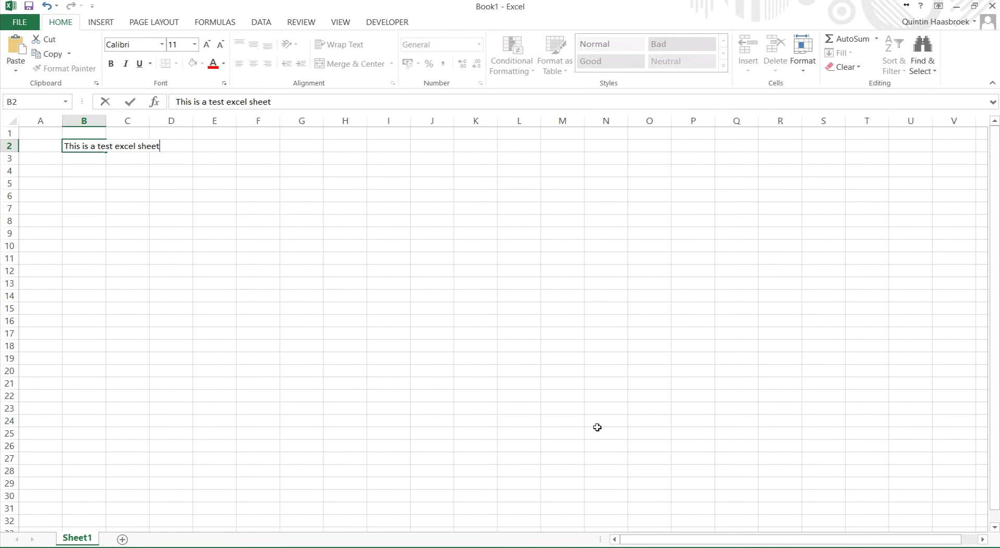 Book1 - Excel
?
FILE HOME INSERT PAGE LAYOUT FORMULAS DATA REVIEW VIEW DEVELOPER Quintin Haasbroek
Paste
Cut
Copy
Format Painter
Clipboard
Calibri 11 A A
B I U A
Font
Wrap Text
Merge & Center
Alignment
General
% , .00 .00
Number
Conditional Formatting
Format as Table
Normal Bad
Good Neutral
Styles
Insert Delete Format
Cells
AutoSum
Fill
Clear
Sort & Filter
Find & Select
Editing
B2 fx This is a test excel sheet
A B C D E F G H I J K L M N O P Q R S T U V
1
2 This is a test excel sheet
3
4
5
6
7
8
9
10
11
12
13
14
15
16
17
18
19
20
21
22
23
24
25
26
27
28
29
30
31
32
Sheet1